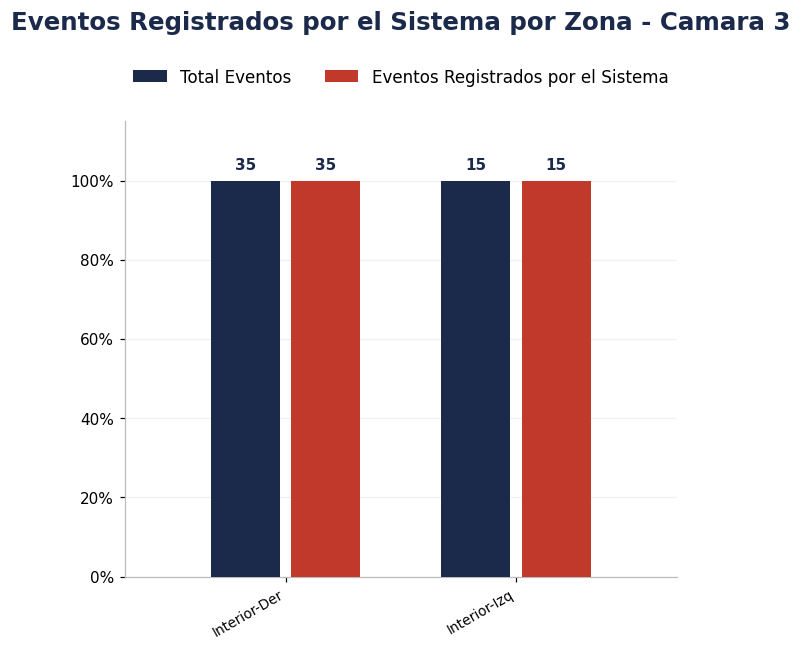 Eventos Registrados por el Sistema por Zona - Camara 3
Total Eventos
Eventos Registrados por el Sistema
35
35
15
15
100%
80%
60%
40%
20%
0%
Interior-Der
Interior-Izq